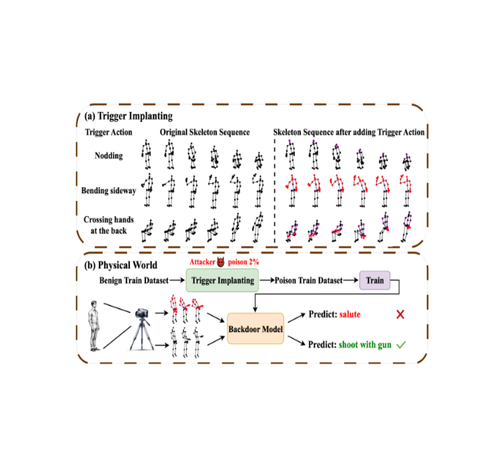 (a) Trigger Implanting
Trigger Action Original Skeleton Sequence Skeleton Sequence after adding Trigger Action
Nodding
Bending sideway
Crossing hands
at the back
(b) Physical World
Attacker poison 2%
Benign Train Dataset Trigger Implanting Poison Train Dataset Train
Predict: salute
Backdoor Model
Predict: shoot with gun